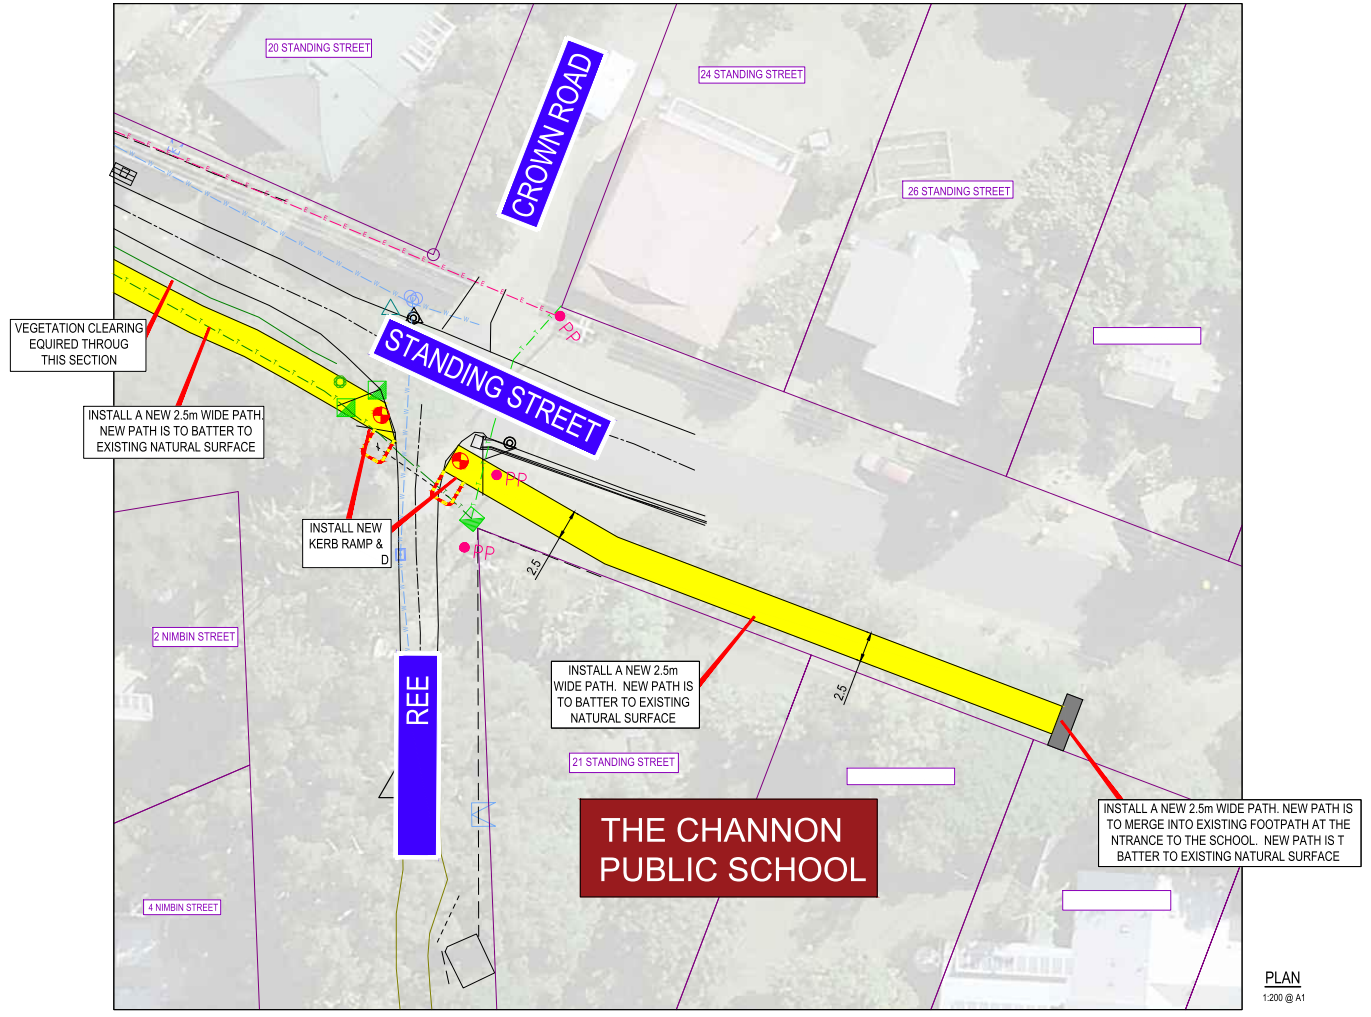 20 STANDING STREET
CROWN ROAD
24 STANDING STREET
26 STANDING STREET
PP
STANDING STREET
VEGETATION CLEARING
EQUIRED THROUG
THIS SECTION
INSTALL A NEW 2.5m WIDE PATH.
NEW PATH IS TO BATTER TO
EXISTING NATURAL SURFACE
PP
INSTALL NEW
KERB RAMP &
D
PP
2.5
2 NIMBIN STREET
REE
INSTALL A NEW 2.5m
WIDE PATH. NEW PATH IS
TO BATTER TO EXISTING
NATURAL SURFACE
2.5
21 STANDING STREET
THE CHANNON
PUBLIC SCHOOL
INSTALL A NEW 2.5m WIDE PATH. NEW PATH IS
TO MERGE INTO EXISTING FOOTPATH AT THE
NTRANCE TO THE SCHOOL. NEW PATH IS T
BATTER TO EXISTING NATURAL SURFACE
4 NIMBIN STREET
PLAN
1:200 @ A1